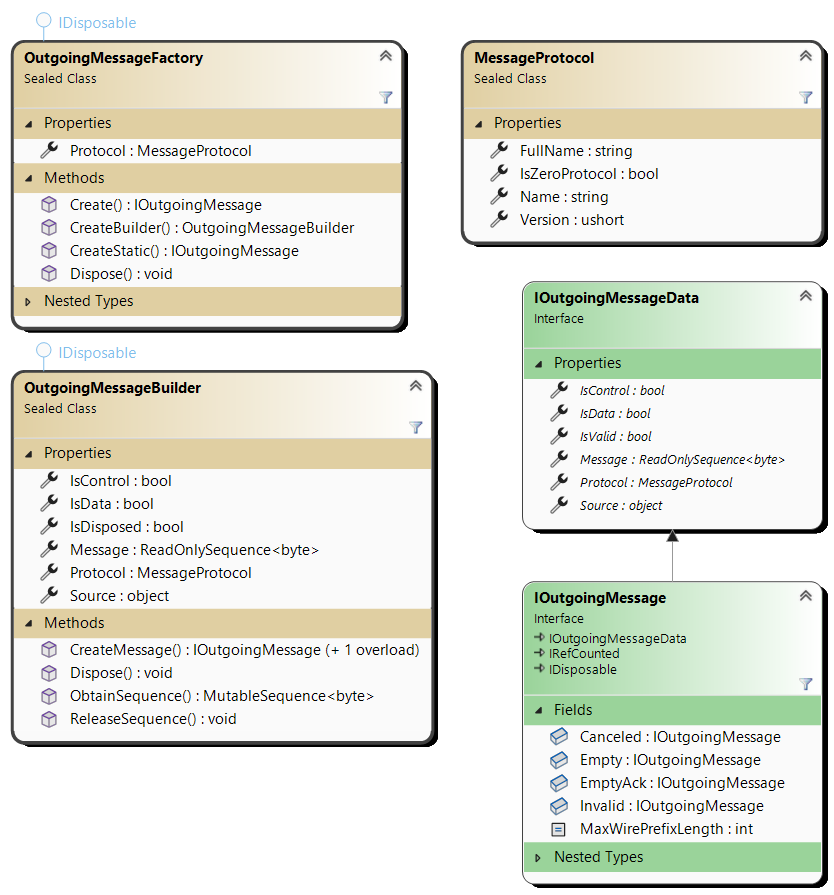 IDisposable
OutgoingMessageFactory
Sealed Class
Properties
Protocol : MessageProtocol
Methods
Create() : IOutgoingMessage
CreateBuilder() : OutgoingMessageBuilder
CreateStatic() : IOutgoingMessage
Dispose() : void
Nested Types
MessageProtocol
Sealed Class
Properties
FullName : string
IsZeroProtocol : bool
Name : string
Version : ushort
IDisposable
OutgoingMessageBuilder
Sealed Class
Properties
IsControl : bool
IsData : bool
IsDisposed : bool
Message : ReadOnlySequence<byte>
Protocol : MessageProtocol
Source : object
Methods
CreateMessage() : IOutgoingMessage (+ 1 overload)
Dispose() : void
ObtainSequence() : MutableSequence<byte>
ReleaseSequence() : void
IOutgoingMessageData
Interface
Properties
IsControl : bool
IsData : bool
IsValid : bool
Message : ReadOnlySequence<byte>
Protocol : MessageProtocol
Source : object
IOutgoingMessage
Interface
IOutgoingMessageData
IRefCounted
IDisposable
Fields
Canceled : IOutgoingMessage
Empty : IOutgoingMessage
EmptyAck : IOutgoingMessage
Invalid : IOutgoingMessage
MaxWirePrefixLength : int
Nested Types